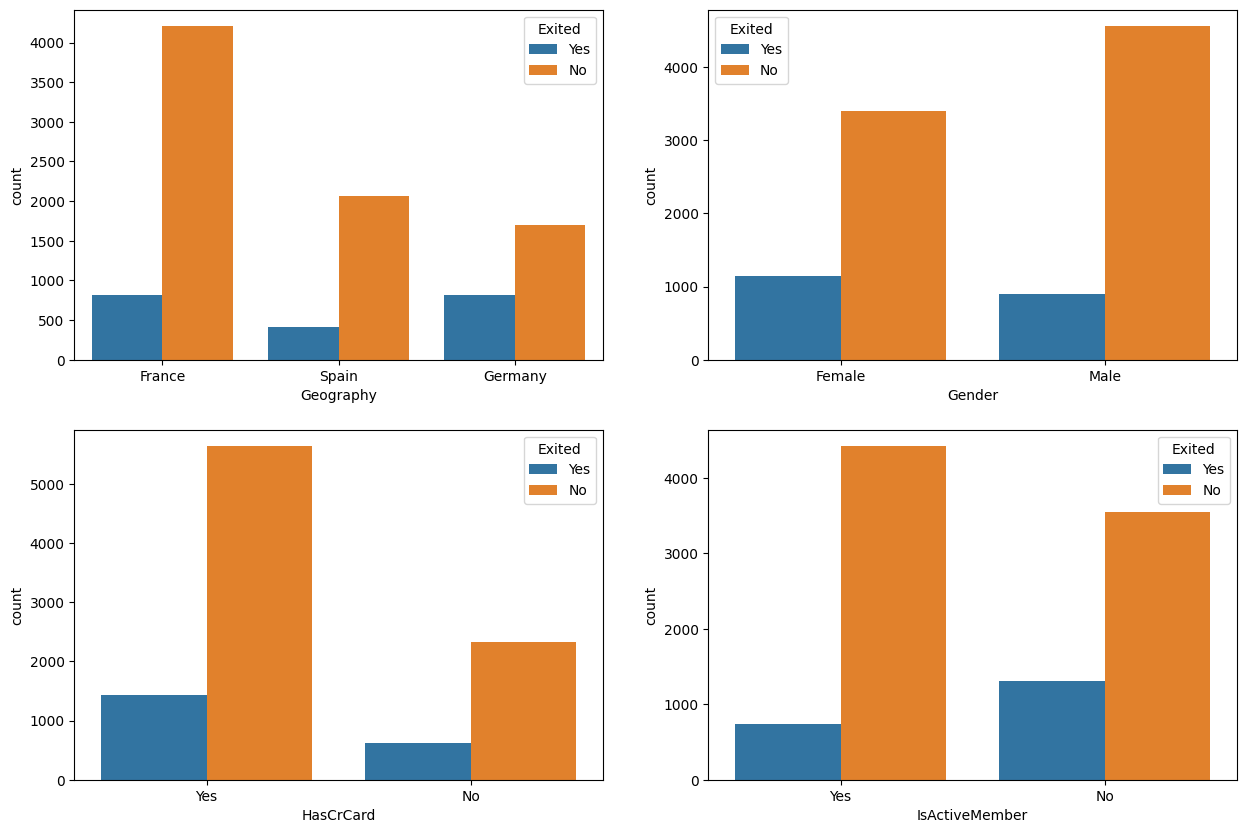 4000
3500
3000
2500
2000
1500
1000
500
0
count
Exited
Yes
No
France
Spain
Germany
Geography
4000
3000
2000
1000
0
count
Exited
Yes
No
Female
Male
Gender
5000
4000
3000
2000
1000
0
count
Exited
Yes
No
Yes
No
HasCrCard
4000
3000
2000
1000
0
count
Exited
Yes
No
Yes
No
IsActiveMember